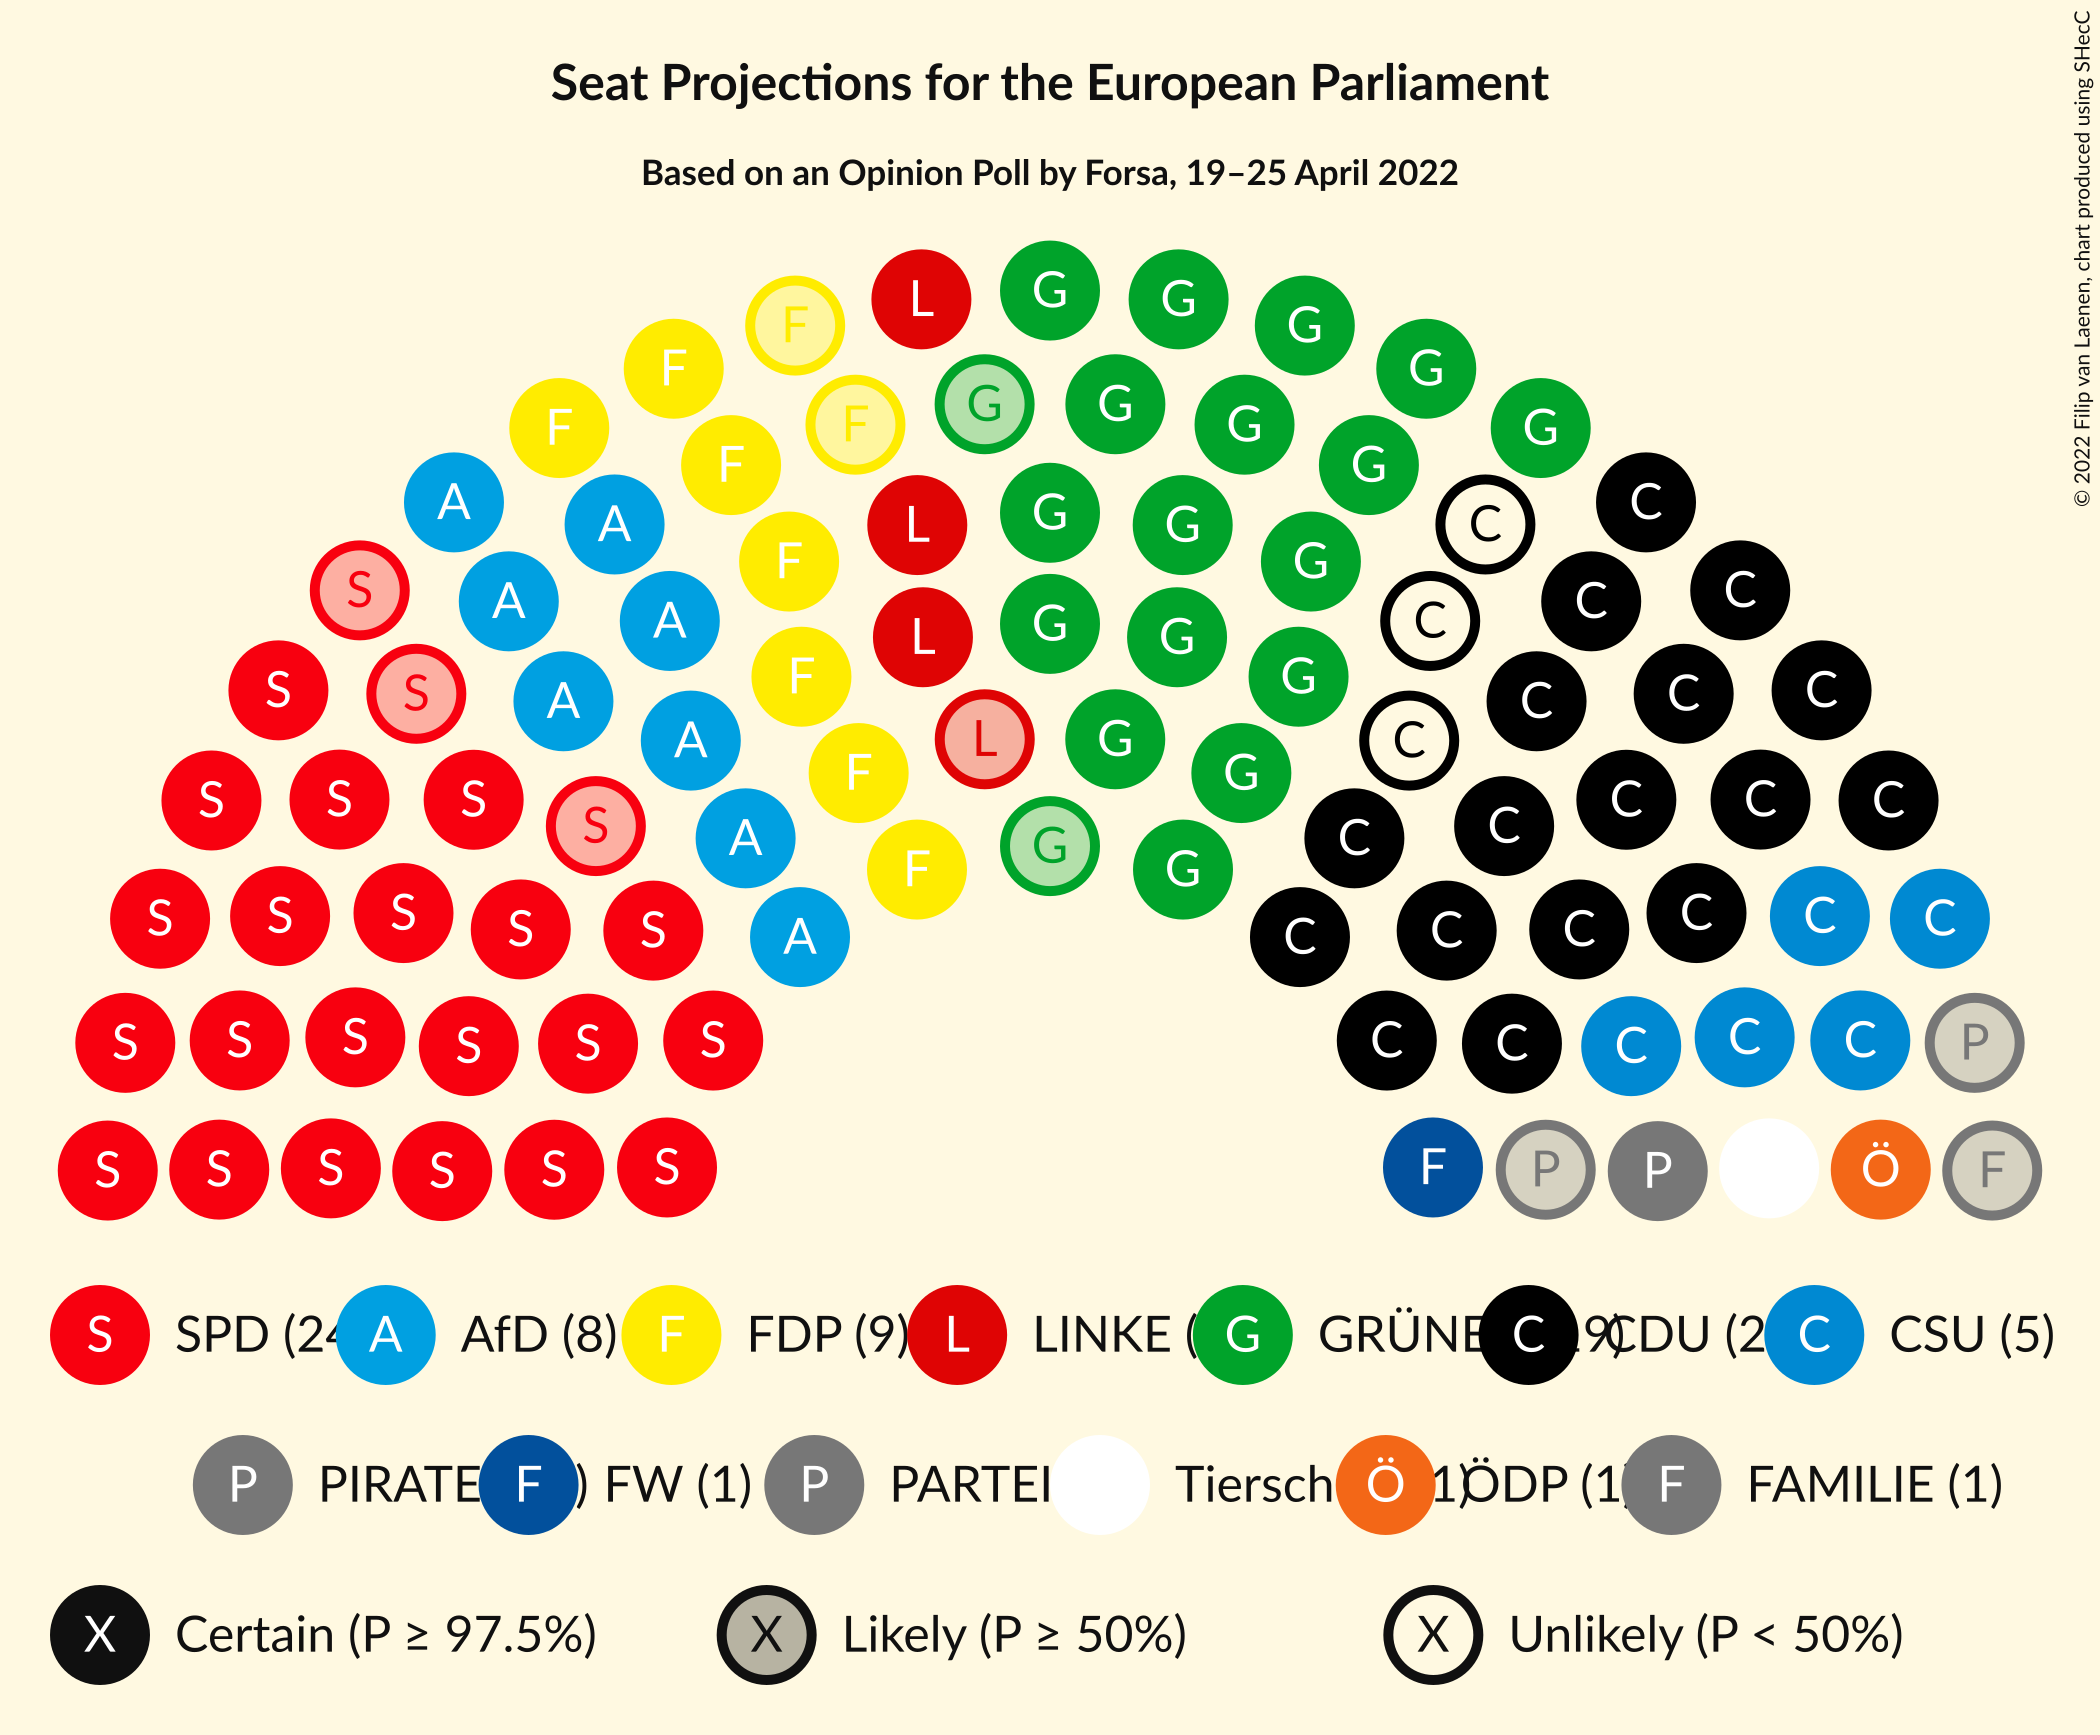 Seat Projections for the European Parliament
Based on an Opinion Poll by Forsa, 19–25 April 2022
© 2022 Filip van Laenen, chart produced using SHecC
L G G G G G
F F F G G G G
F A A F F L G G G C C
S A A F L G G G C C C
S S A A F L G G C C C C
S S S S A F G G C C C C C
S S S S S A F G C C C C C C
S S S S S S C C C C C P
S S S S S S F P P Ö F
S SPD (24 A AfD (8) F FDP (9) L LINKE ( G GRÜNE C 9) CDU (2 C CSU (5)
P PIRATE F ) FW (1) P PARTEI Tiersch Ö 1) ÖDP (1) F FAMILIE (1)
X Certain (P ≥ 97.5%) X Likely (P ≥ 50%) X Unlikely (P < 50%)